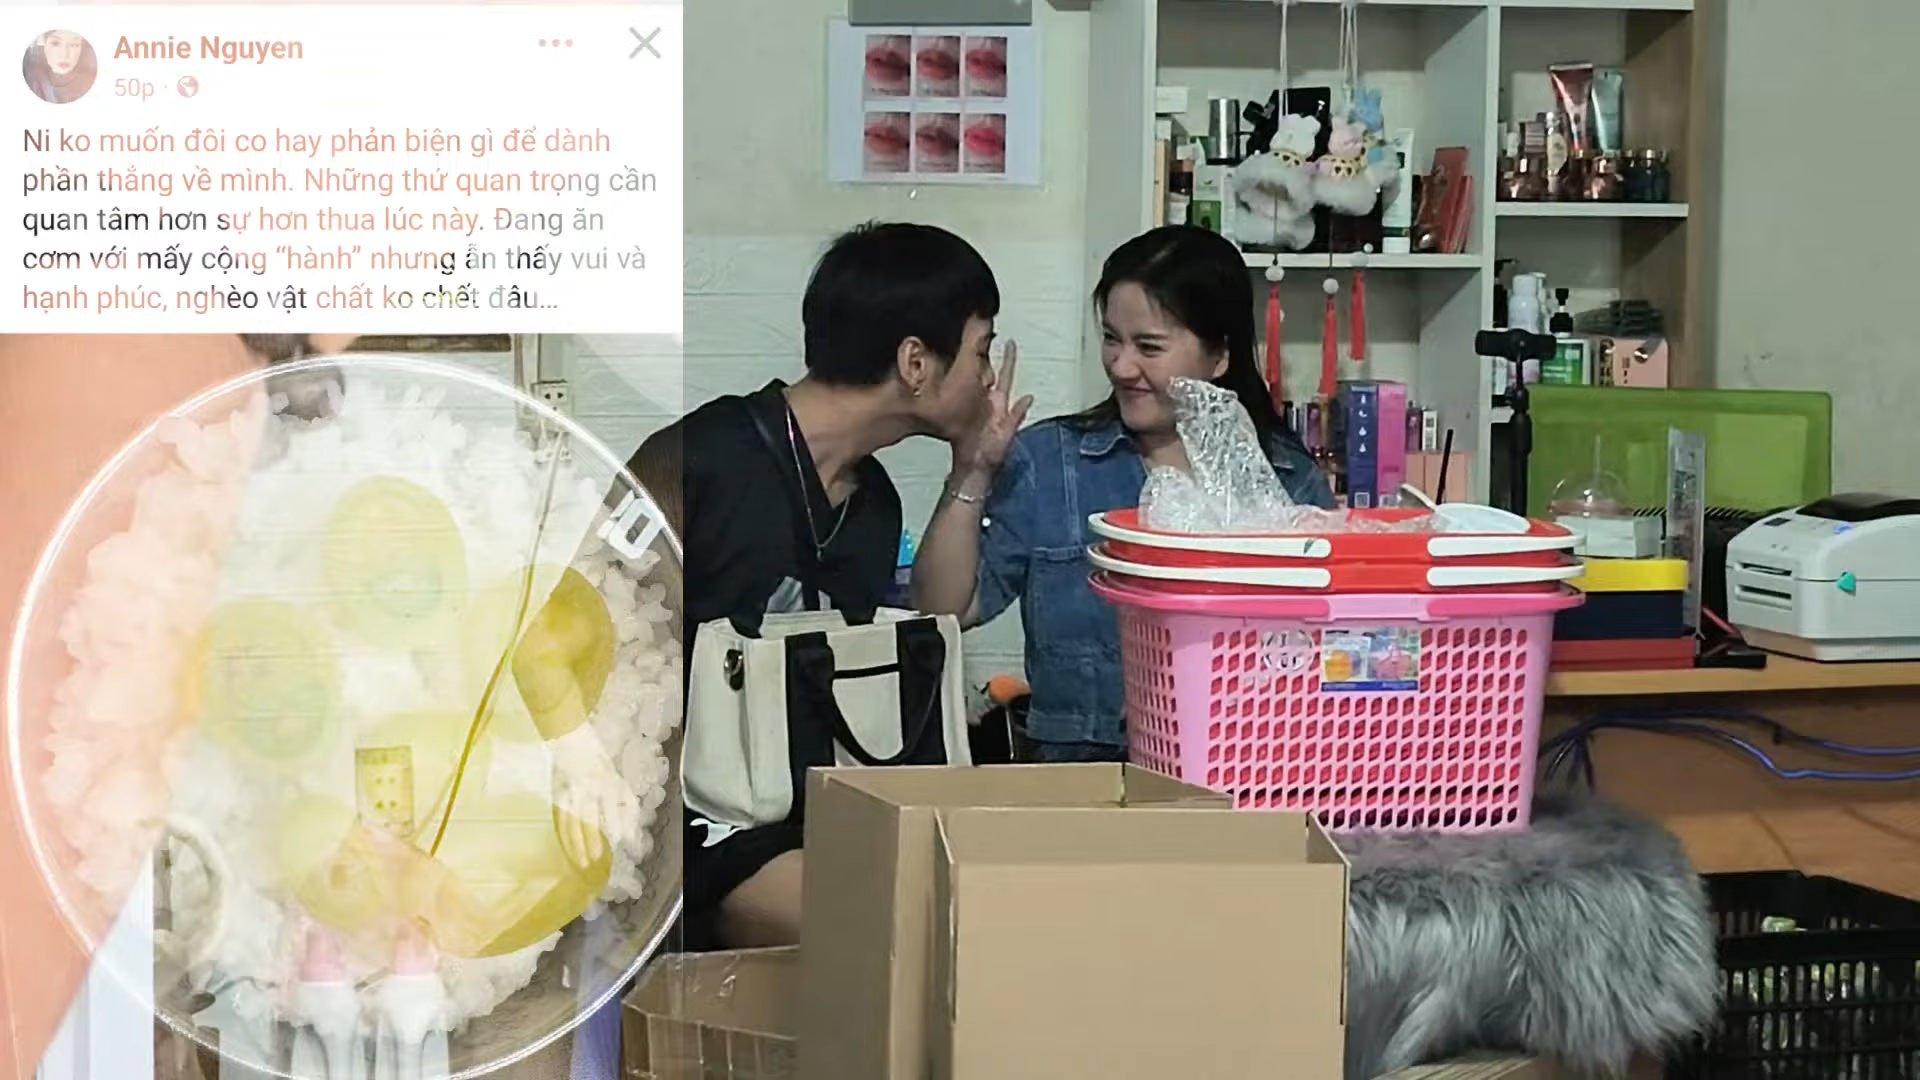 Annie Nguyen
50p
Ni ko muốn đôi co hay phản biện gì để dành
phần thắng về mình. Những thứ quan trọng cần
quan tâm hơn sự hơn thua lúc này. Đang ăn
cơm với mấy cộng “hành” nhưng ẫn thấy vui và
hạnh phúc, nghèo vật chất ko chết đâu...